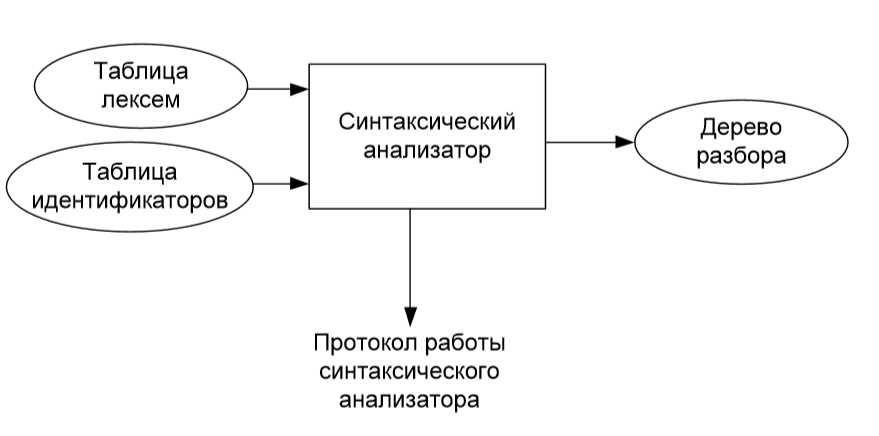 Таблица
лексем
Синтаксический
анализатор
Дерево
разбора
Таблица
идентификаторов
Протокол работы
синтаксического
анализатора